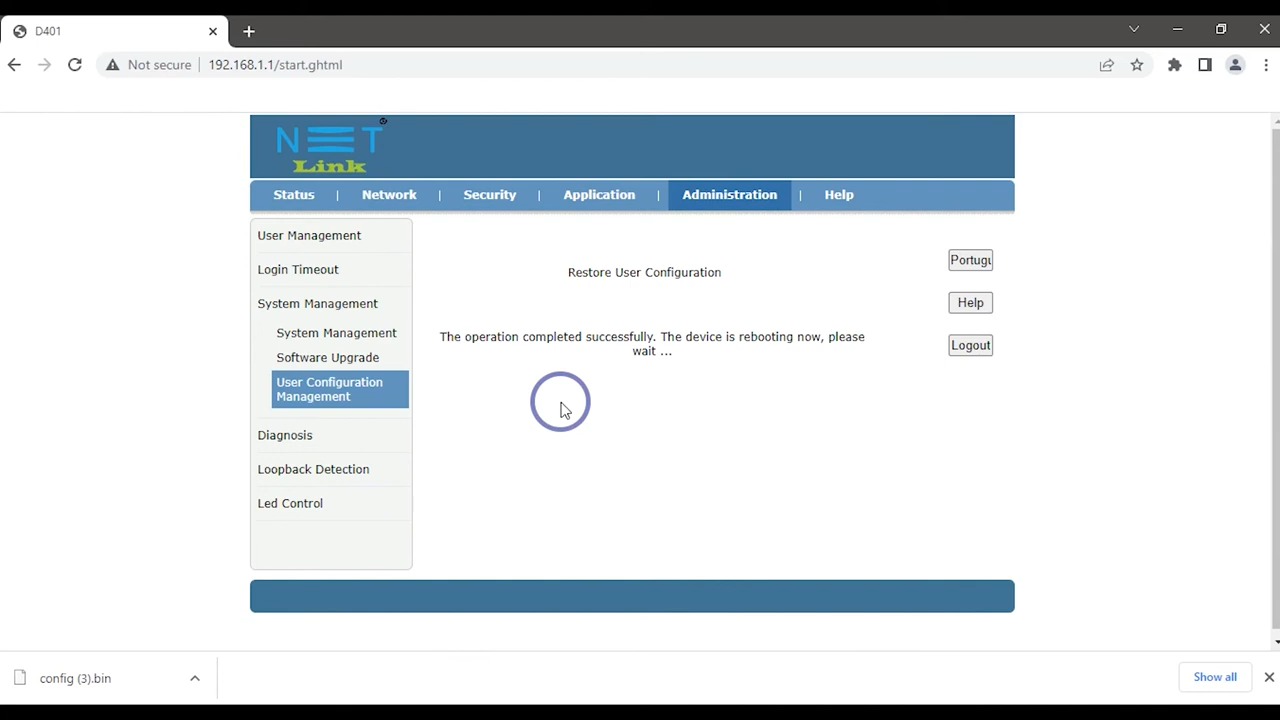 D401
Not secure
192.168.1.1/start.ghtml
NET
Link
Status | Network | Security | Application | Administration | Help
User Management
Login Timeout
System Management
System Management
Software Upgrade
User Configuration
Management
Diagnosis
Loopback Detection
Led Control
Restore User Configuration
The operation completed successfully. The device is rebooting now, please
wait ...
Portugu
Help
Logout
config (3).bin
Show all